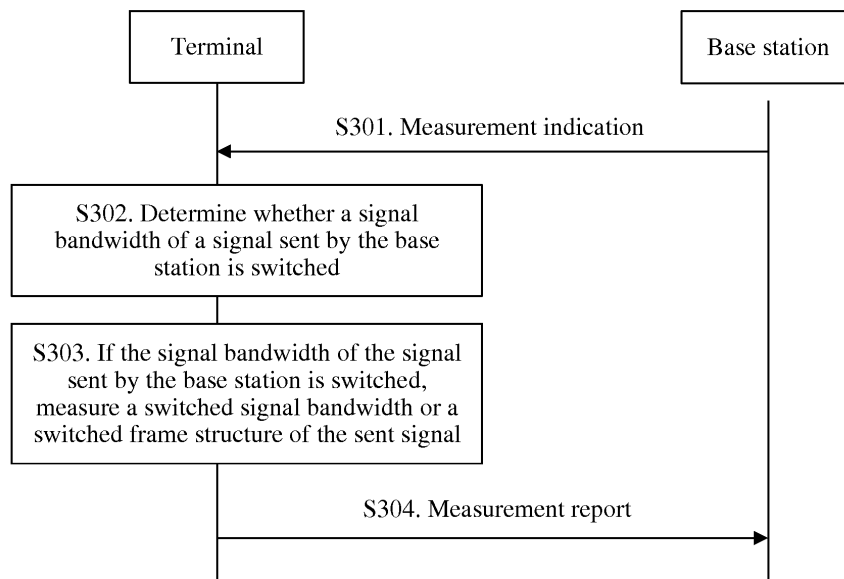 Terminal
Base station
S301. Measurement indication
S302. Determine whether a signal
bandwidth of a signal sent by the base
station is switched
S303. If the signal bandwidth of the signal
sent by the base station is switched,
measure a switched signal bandwidth or a
switched frame structure of the sent signal
S304. Measurement report